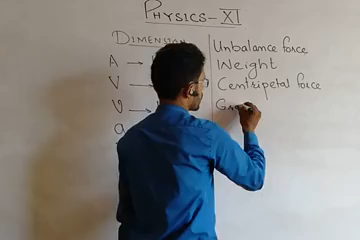 PHYSICS-XI
DIMENSION
A →
V →
V →
a
Unbalance force
Weight
Centripetal force